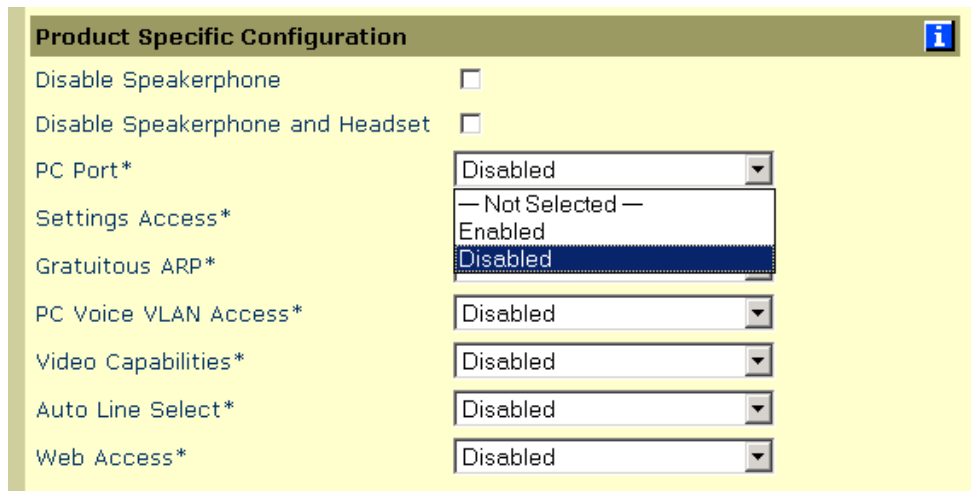 Product Specific Configuration i
Disable Speakerphone
Disable Speakerphone and Headset
PC Port* Disabled
— Not Selected —
Settings Access*
Enabled
Disabled
Gratuitous ARP*
PC Voice VLAN Access* Disabled
Video Capabilities* Disabled
Auto Line Select* Disabled
Web Access* Disabled